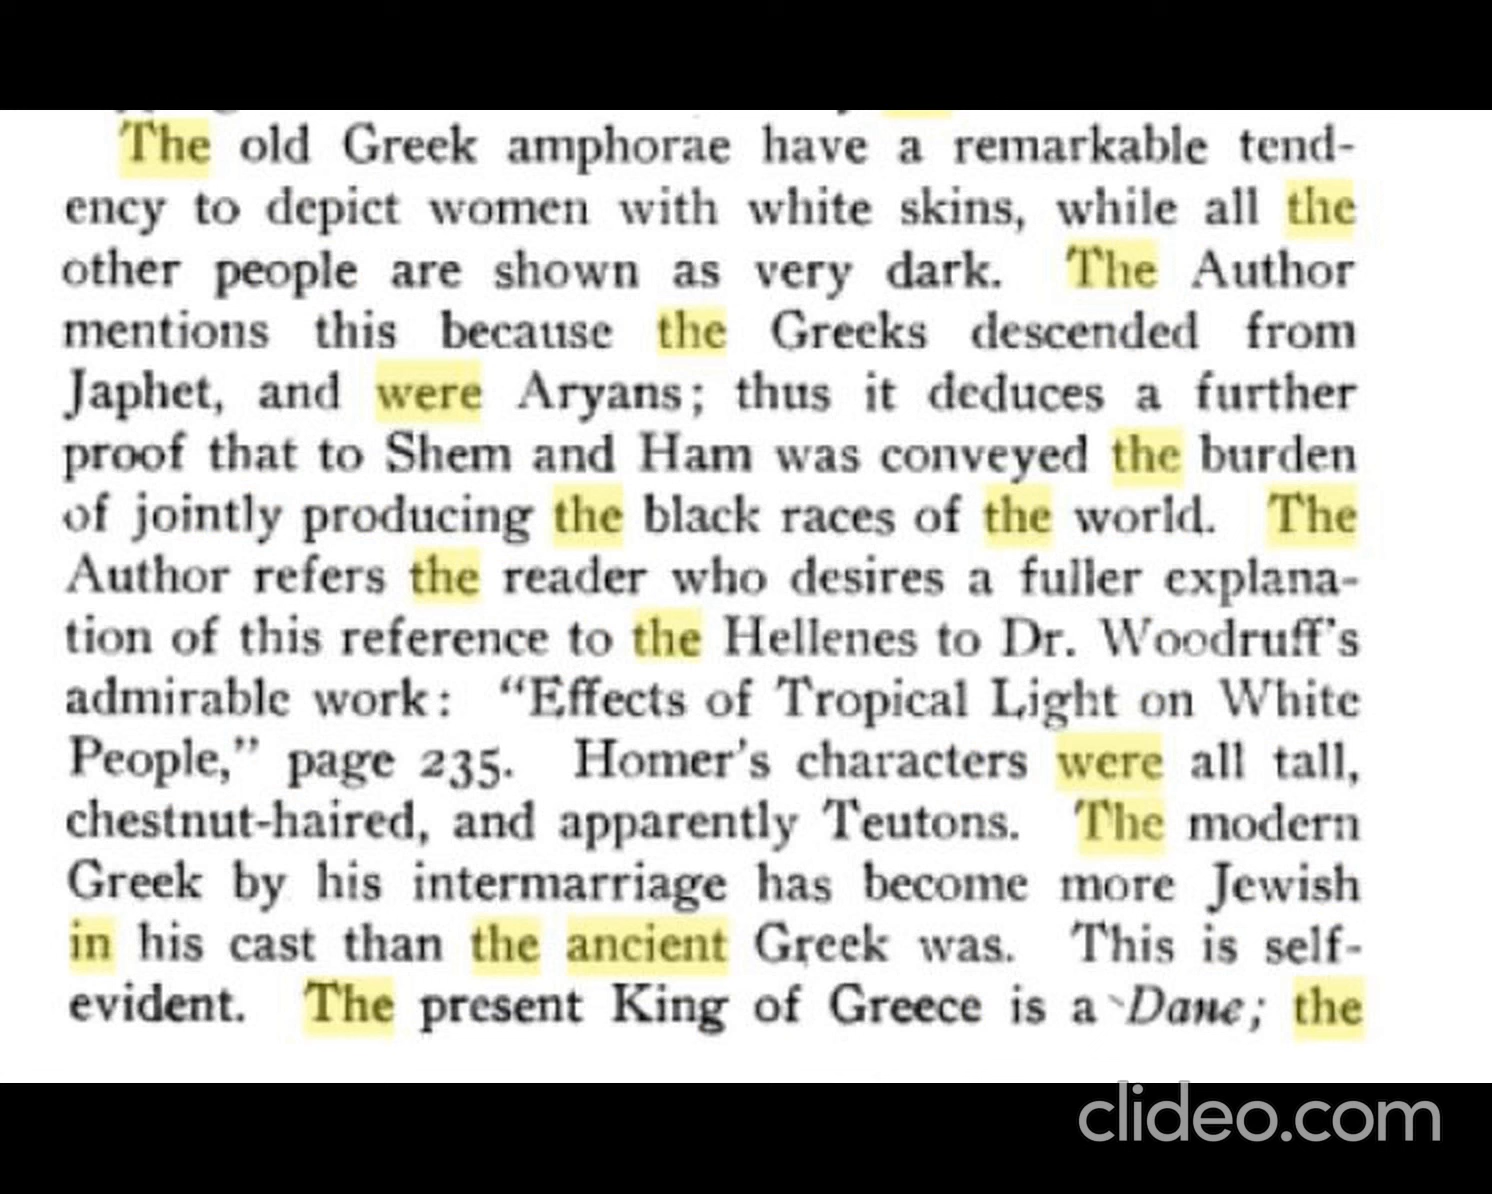 The old Greek amphorae have a remarkable tend-
ency to depict women with white skins, while all the
other people are shown as very dark. The Author
mentions this because the Greeks descended from
Japhet, and were Aryans; thus it deduces a further
proof that to Shem and Ham was conveyed the burden
of jointly producing the black races of the world. The
Author refers the reader who desires a fuller explana-
tion of this reference to the Hellenes to Dr. Woodruff's
admirable work: "Effects of Tropical Light on White
People," page 235. Homer's characters were all tall,
chestnut-haired, and apparently Teutons. The modern
Greek by his intermarriage has become more Jewish
in his cast than the ancient Greek was. This is self-
evident. The present King of Greece is a Dane; the
clideo.com